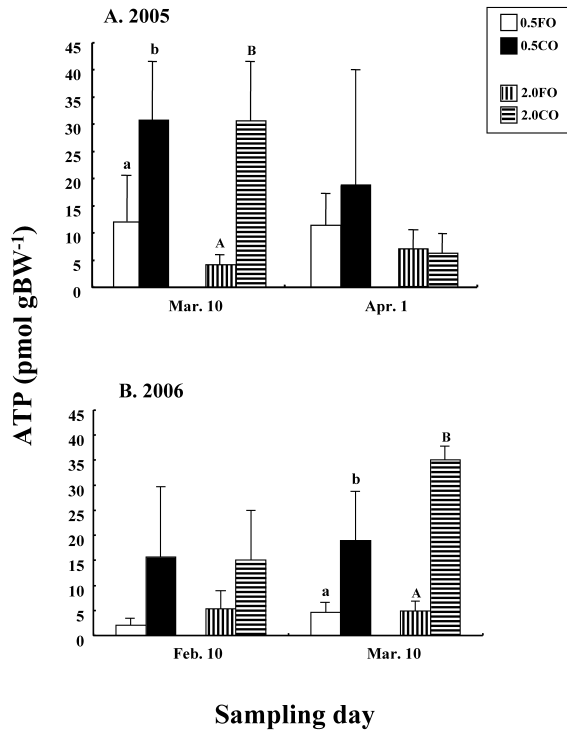 A. 2005
0.5FO
0.5CO
2.0FO
2.0CO
ATP (pmol gBW-1)
45
40
35
30
25
20
15
10
5
0
a
b
A
B
Mar. 10
Apr. 1
B. 2006
45
40
35
30
25
20
15
10
5
0
a
b
A
B
Feb. 10
Mar. 10
Sampling day